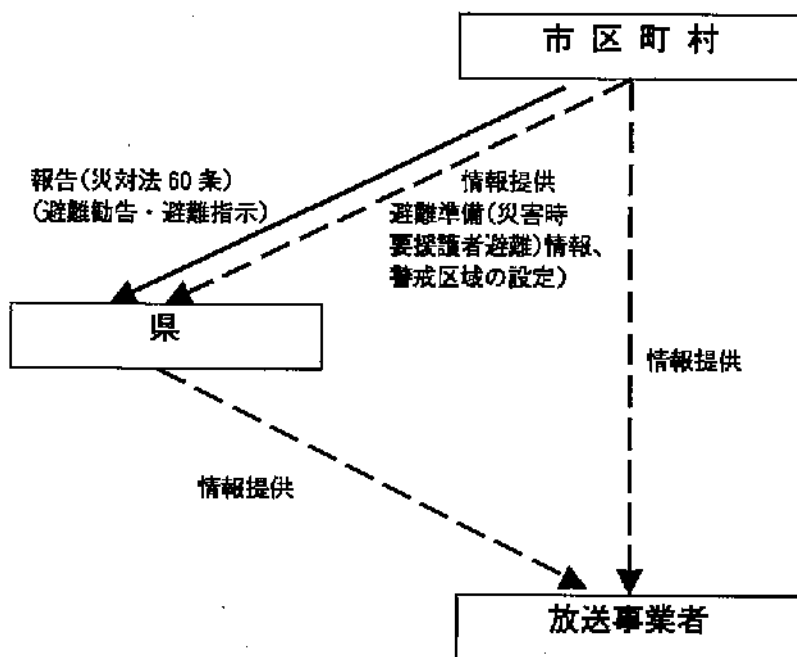 市区町村
報告(災対法60条)
(避難勧告・避難指示)
情報提供
避難準備(災害時
要援護者避難)情報、
警戒区域の設定)
県
情報提供
情報提供
放送事業者